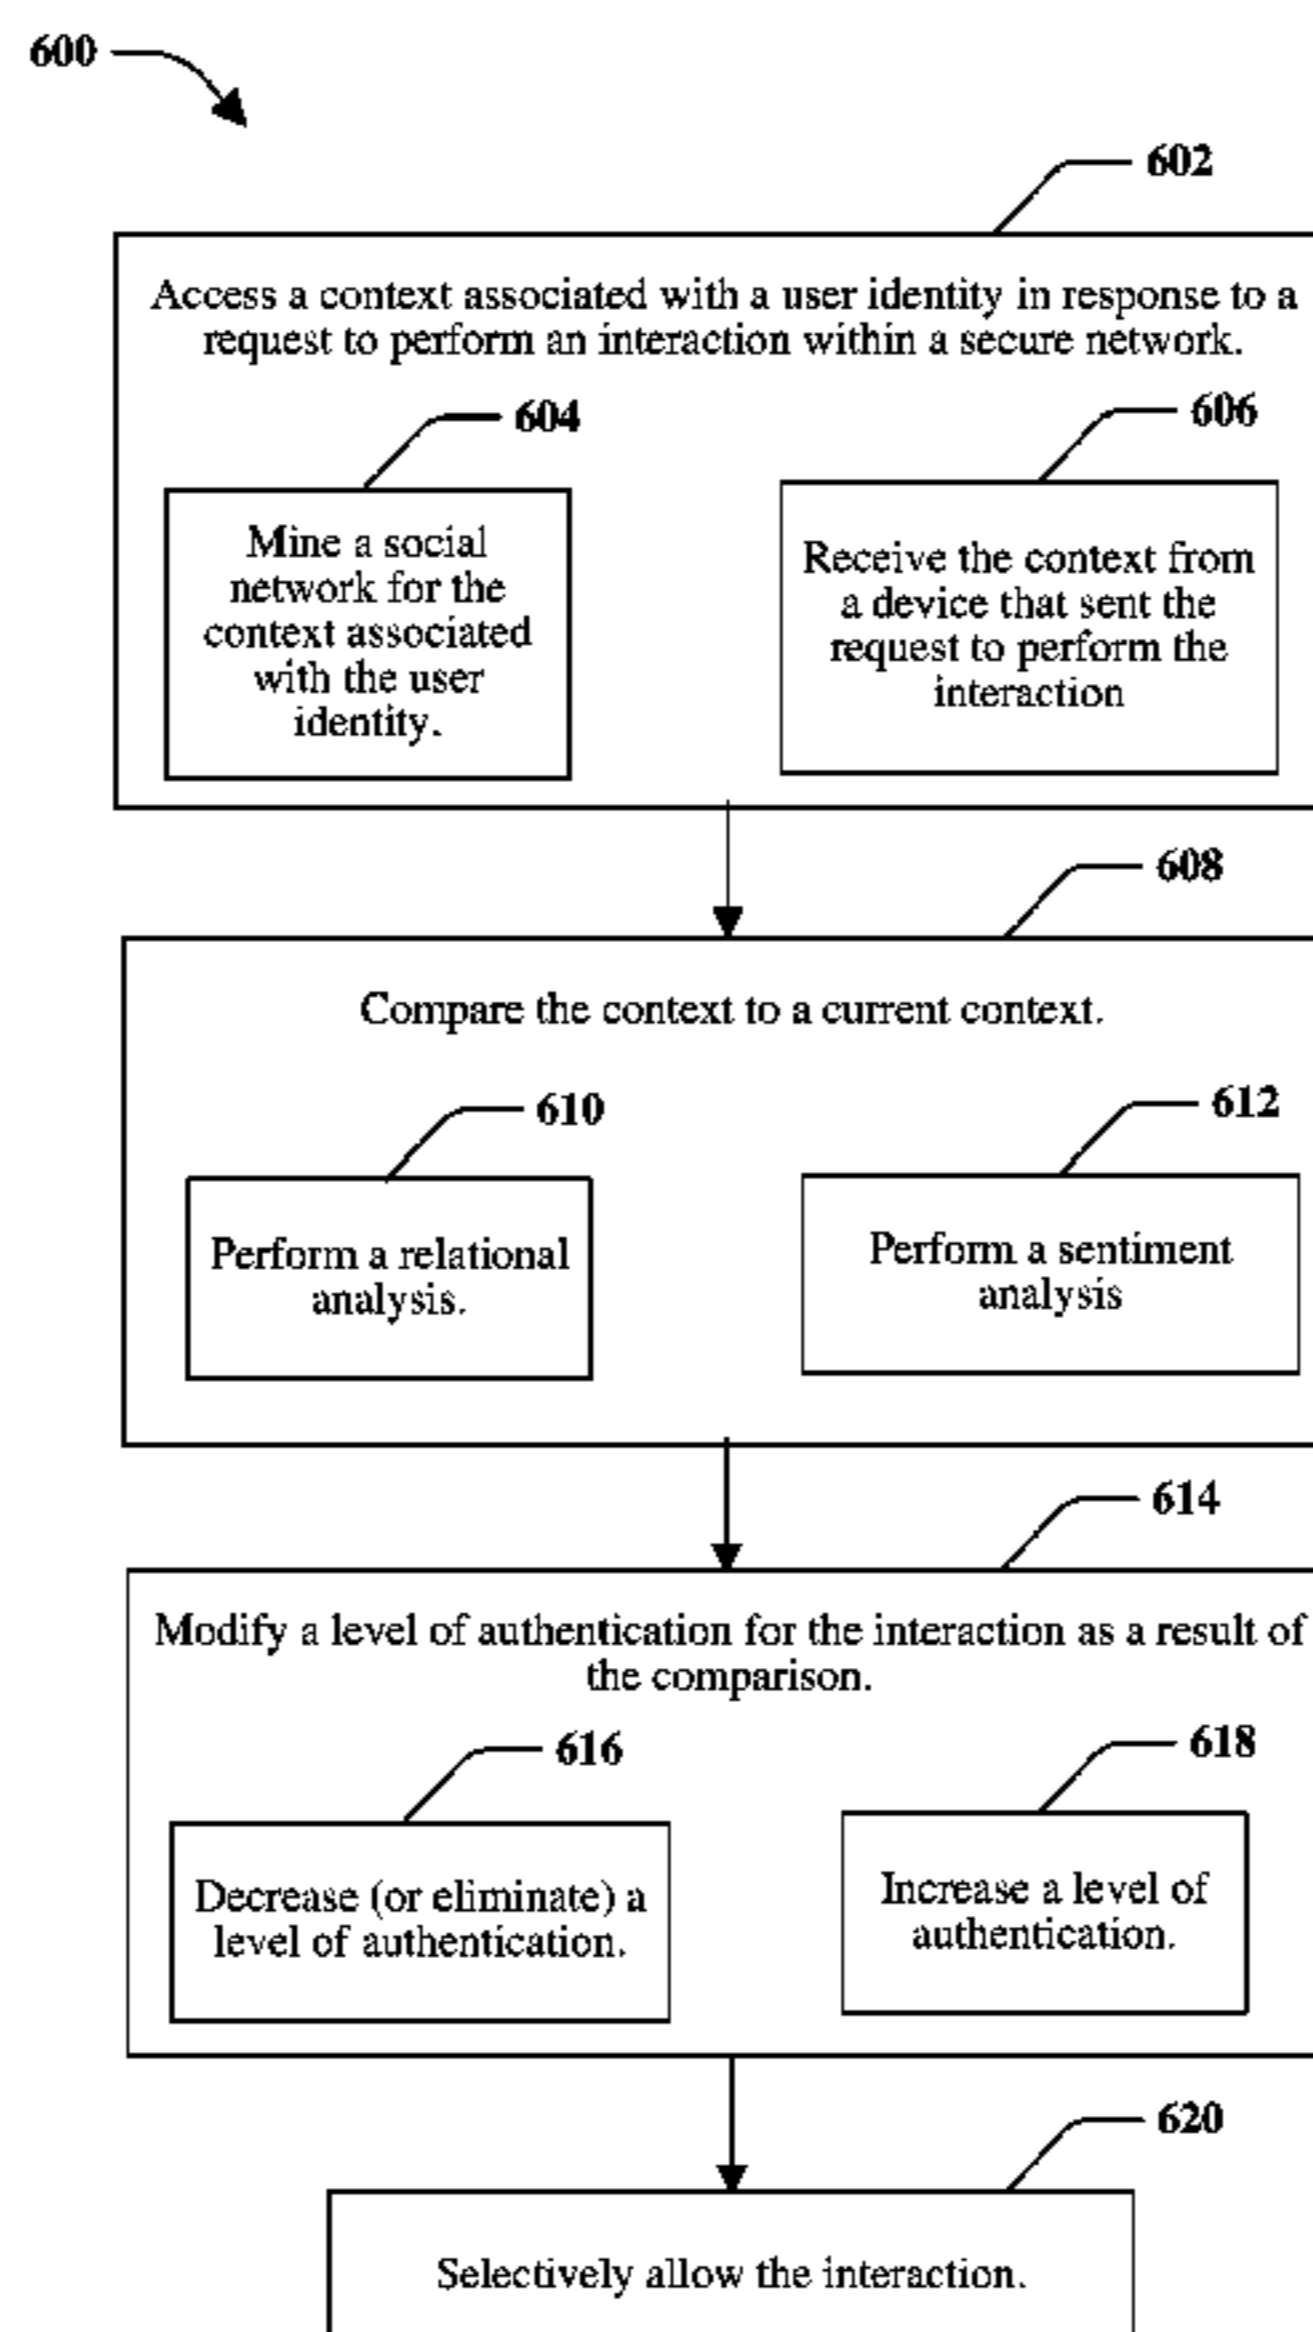 600
602
Access a context associated with a user identity in response to a
request to perform an interaction within a secure network.
604
606
Mine a social
network for the
context associated
with the user
identity.
Receive the context from
a device that sent the
request to perform the
interaction
608
Compare the context to a current context.
610
612
Perform a relational
analysis.
Perform a sentiment
analysis
614
Modify a level of authentication for the interaction as a result of
the comparison.
616
618
Decrease (or eliminate) a
level of authentication.
Increase a level of
authentication.
620
Selectively allow the interaction.